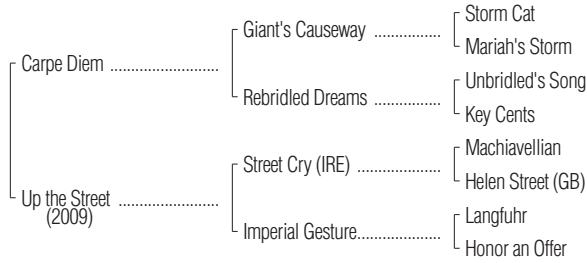 Storm Cat
Giant's Causeway ................
Mariah's Storm
Carpe Diem ......................
Unbridled's Song
Rebridled Dreams ................
Key Cents
Machiavellian
Street Cry (IRE) ..................
Helen Street (GB)
Up the Street ....................
(2009)
Langfuhr
Imperial Gesture.................
Honor an Offer